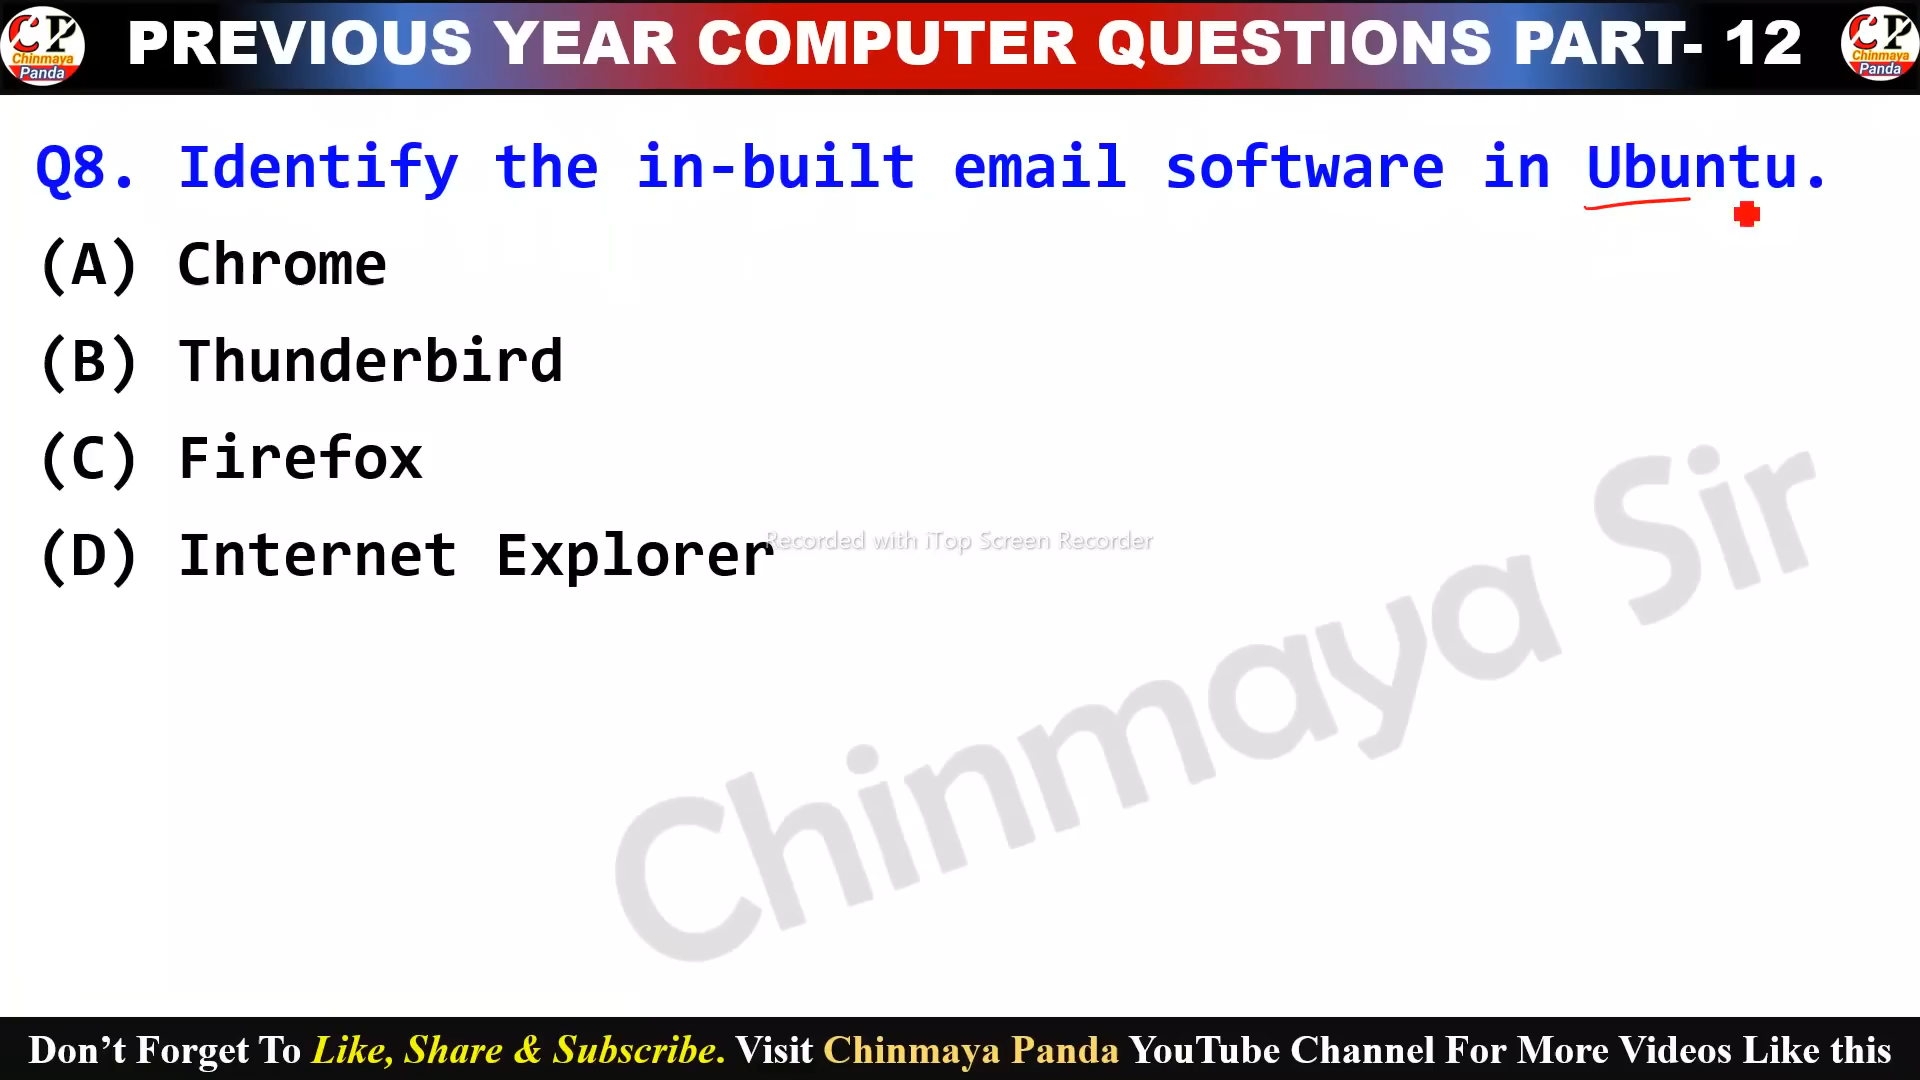 PREVIOUS YEAR COMPUTER QUESTIONS PART- 12
CP
Chinmaya
Panda
CP
Chinmaya
Panda
Q8. Identify the in-built email software in Ubuntu.
(A) Chrome
(B) Thunderbird
(C) Firefox
(D) Internet Explorer
Recorded with iTop Screen Recorder
Chinmaya Sir
Don’t Forget To Like, Share & Subscribe. Visit Chinmaya Panda YouTube Channel For More Videos Like this